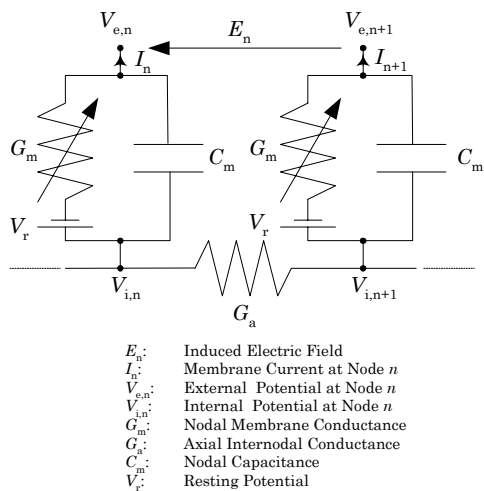 V_e,n E_n V_e,n+1
I_n I_n+1
G_m C_m G_m C_m
V_r V_r
V_i,n G_a V_i,n+1
E_n: Induced Electric Field
I_n: Membrane Current at Node n
V_e,n: External Potential at Node n
V_i,n: Internal Potential at Node n
G_m: Nodal Membrane Conductance
G_a: Axial Internodal Conductance
C_m: Nodal Capacitance
V_r: Resting Potential